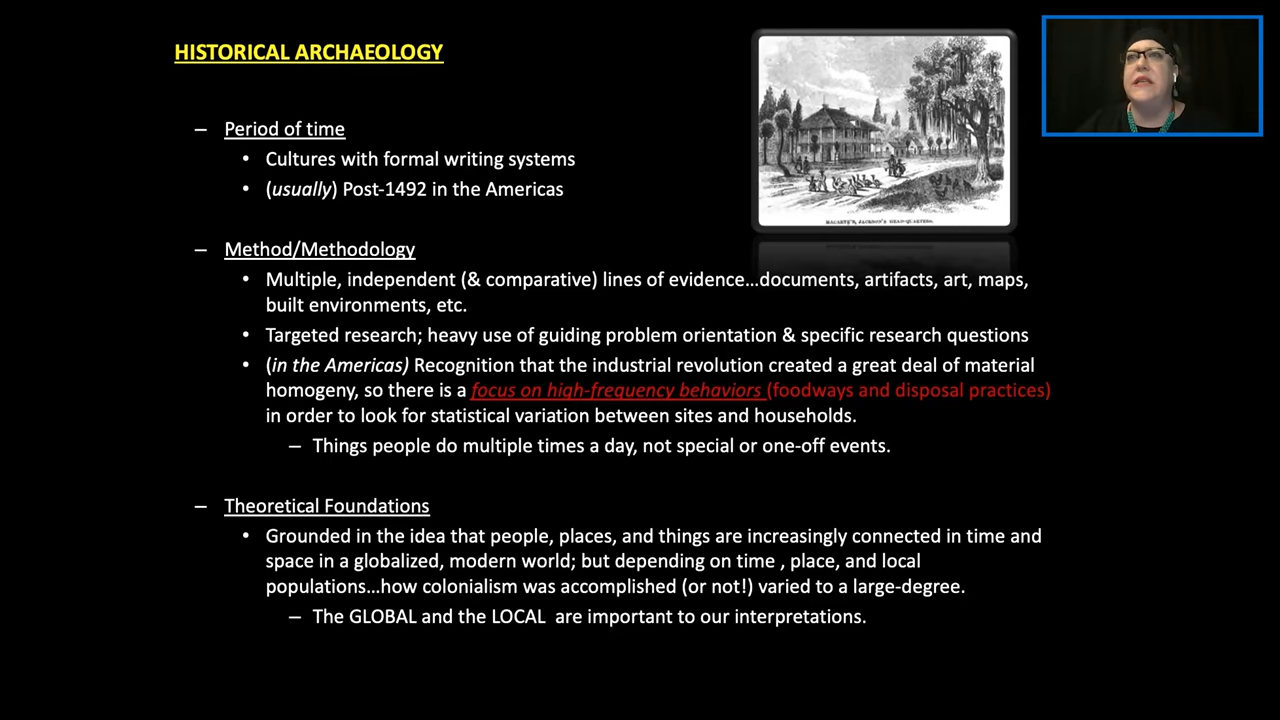 HISTORICAL ARCHAEOLOGY
– Period of time
• Cultures with formal writing systems
• (usually) Post-1492 in the Americas
– Method/Methodology
• Multiple, independent (& comparative) lines of evidence…documents, artifacts, art, maps,
built environments, etc.
• Targeted research; heavy use of guiding problem orientation & specific research questions
• (in the Americas) Recognition that the industrial revolution created a great deal of material
homogeny, so there is a focus on high-frequency behaviors (foodways and disposal practices)
in order to look for statistical variation between sites and households.
– Things people do multiple times a day, not special or one-off events.
– Theoretical Foundations
• Grounded in the idea that people, places, and things are increasingly connected in time and
space in a globalized, modern world; but depending on time , place, and local
populations…how colonialism was accomplished (or not!) varied to a large-degree.
– The GLOBAL and the LOCAL are important to our interpretations.
JACKSON'S HEAD-QUARTERS.